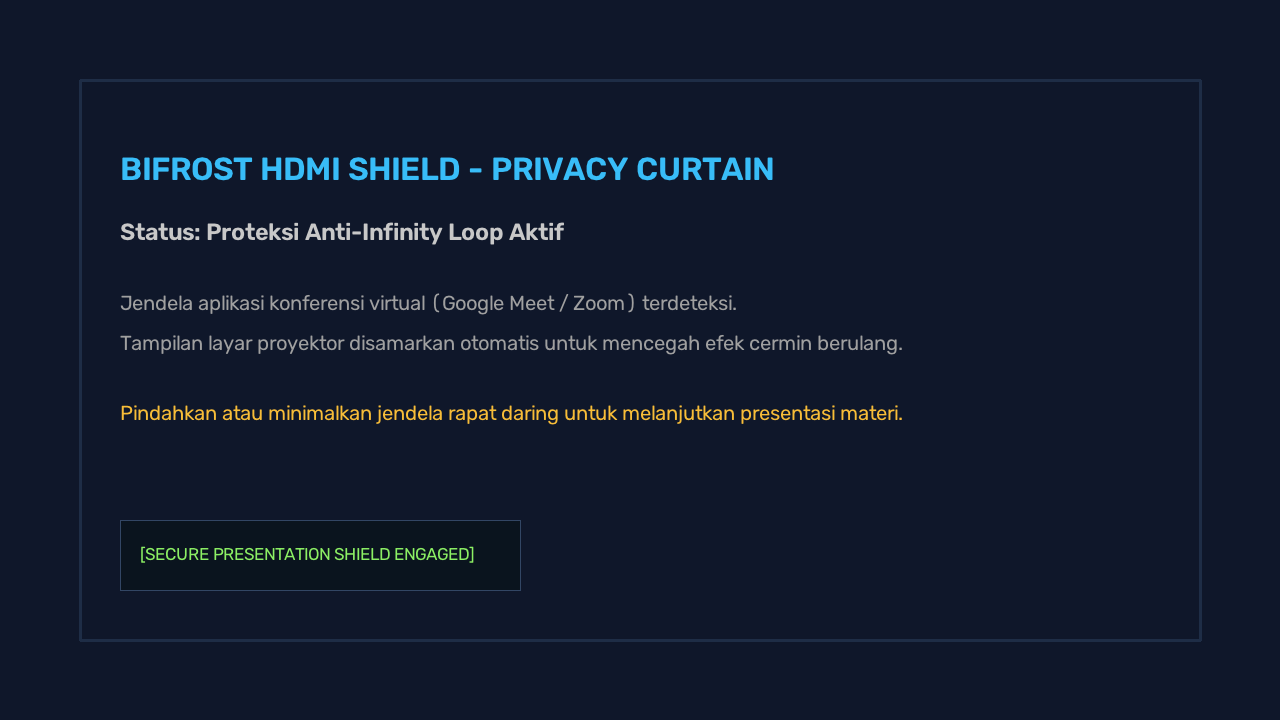 BIFROST HDMI SHIELD - PRIVACY CURTAIN
Status: Proteksi Anti-Infinity Loop Aktif
Jendela aplikasi konferensi virtual (Google Meet / Zoom) terdeteksi.
Tampilan layar proyektor disamarkan otomatis untuk mencegah efek cermin berulang.
Pindahkan atau minimalkan jendela rapat daring untuk melanjutkan presentasi materi.
[SECURE PRESENTATION SHIELD ENGAGED]